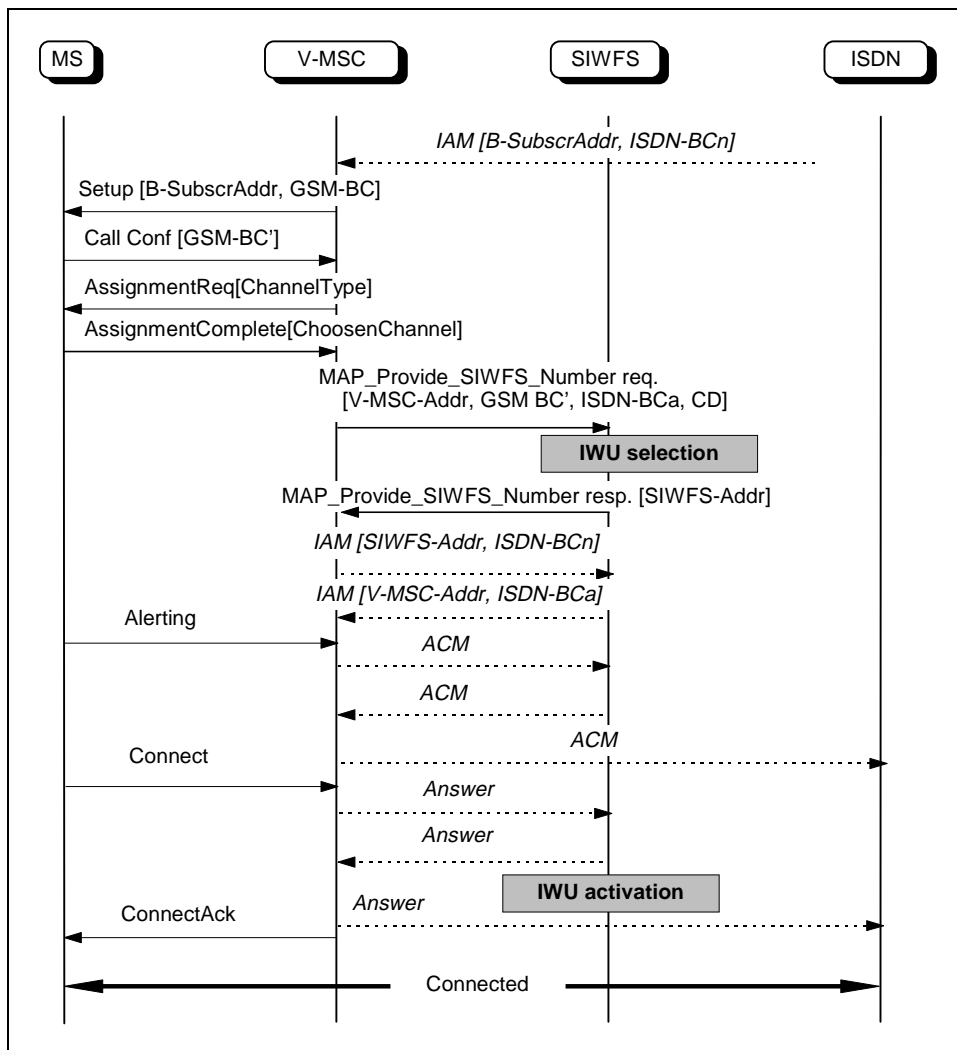 MS
V-MSC
SIWFS
ISDN
IAM [B-SubscrAddr, ISDN-BCn]
Setup [B-SubscrAddr, GSM-BC]
Call Conf [GSM-BC’]
AssignmentReq[ChannelType]
AssignmentComplete[ChoosenChannel]
MAP_Provide_SIWFS_Number req.
[V-MSC-Addr, GSM BC’, ISDN-BCa, CD]
IWU selection
MAP_Provide_SIWFS_Number resp. [SIWFS-Addr]
IAM [SIWFS-Addr, ISDN-BCn]
IAM [V-MSC-Addr, ISDN-BCa]
Alerting
ACM
ACM
ACM
Connect
Answer
Answer
IWU activation
Answer
ConnectAck
Connected